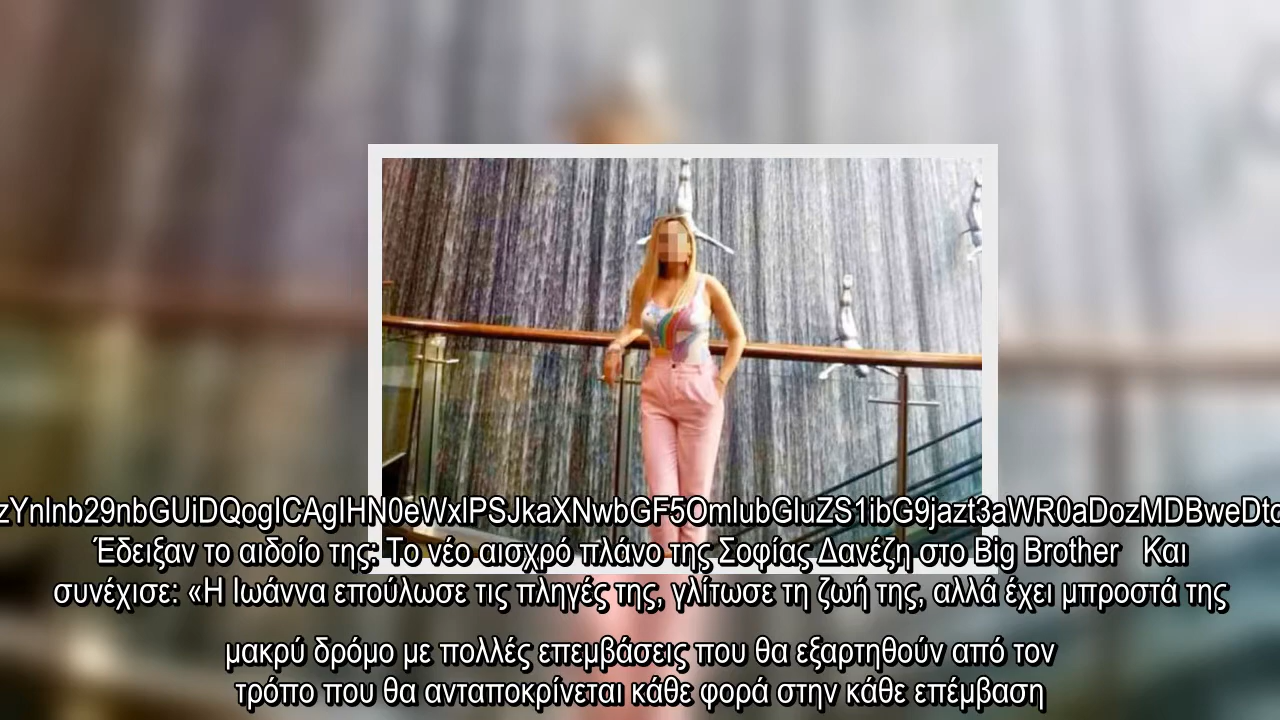 zYnlnb29nbGUiDQogICAgIHN0eWxlPSJkaXNwbGF5OmlubGluZS1ibG9jazt3aWR0aDozMDBweDto
Έδειξαν το αιδοίο της: Το νέο αισχρό πλάνο της Σοφίας Δανέζη στο Big Brother Και
συνέχισε: «Η Ιωάννα επούλωσε τις πληγές της, γλίτωσε τη ζωή της, αλλά έχει μπροστά της
μακρύ δρόμο με πολλές επεμβάσεις που θα εξαρτηθούν από τον
τρόπο που θα ανταποκρίνεται κάθε φορά στην κάθε επέμβαση